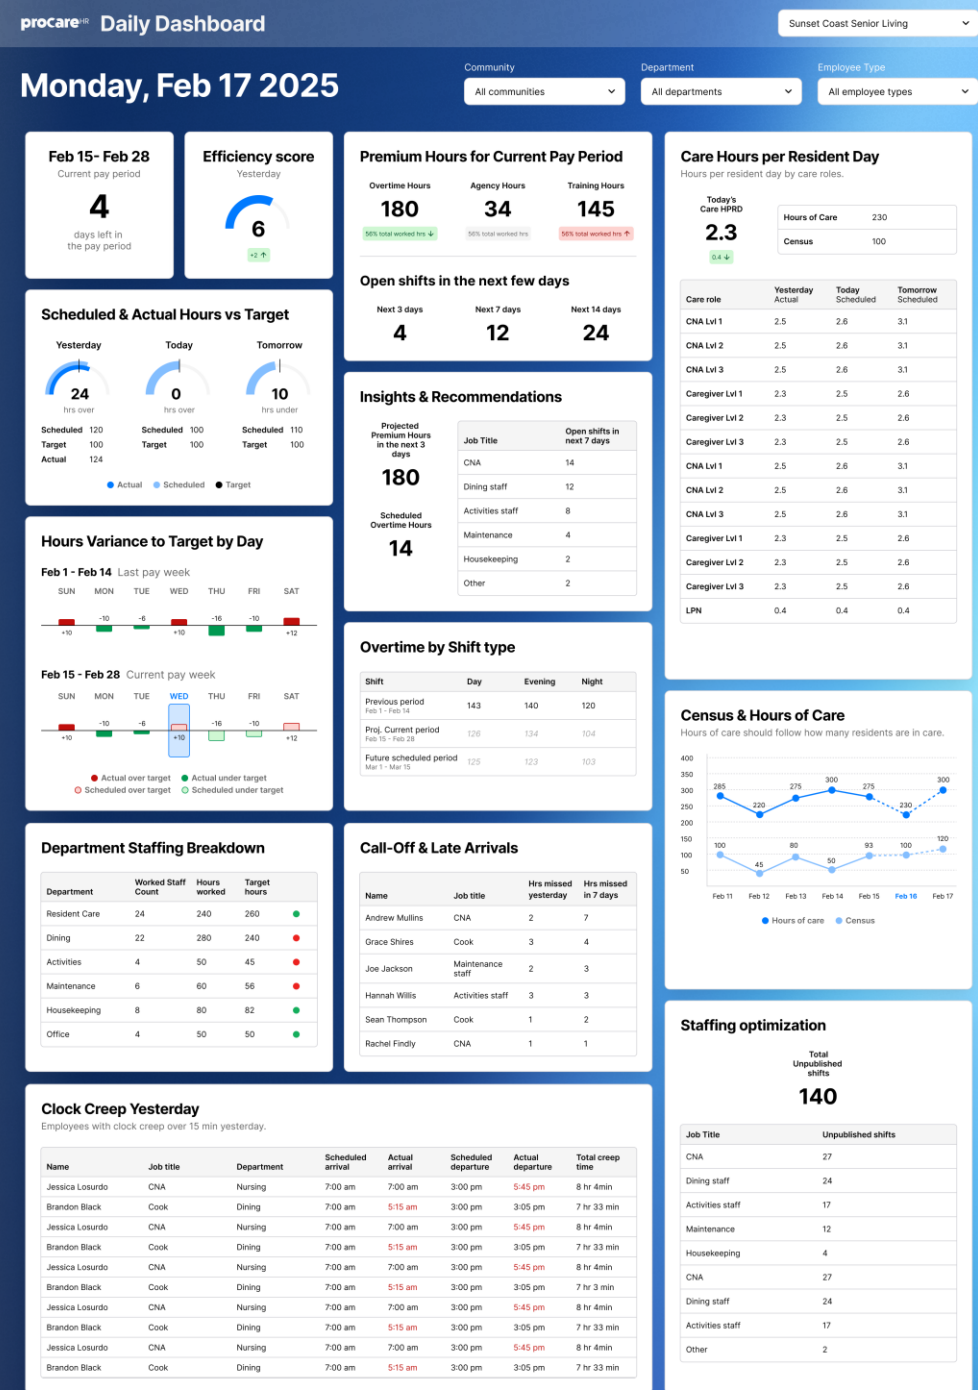 procareHR Daily Dashboard
Sunset Coast Senior Living
Monday, Feb 17 2025
Community
All communities
Department
All departments
Employee Type
All employee types
Feb 15- Feb 28
Current pay period
4
days left in
the pay period
Efficiency score
Yesterday
6
+2 ↑
Scheduled & Actual Hours vs Target
Yesterday Today Tomorrow
24 0 10
hrs over hrs over hrs under
Scheduled 120 Scheduled 100 Scheduled 110
Target 100 Target 100 Target 100
Actual 124
Actual Scheduled Target
Hours Variance to Target by Day
Feb 1 - Feb 14 Last pay week
SUN MON TUE WED THU FRI SAT
-10 -6 -16 -10
+10 +10 +12
Feb 15 - Feb 28 Current pay week
SUN MON TUE WED THU FRI SAT
-10 -6 -16 -10
+10 +10 +12
Actual over target Actual under target
Scheduled over target Scheduled under target
Department Staffing Breakdown
Department Worked Staff Count Hours worked Target hours
Resident Care 24 240 260
Dining 22 280 240
Activities 4 50 45
Maintenance 6 60 56
Housekeeping 8 80 82
Office 4 50 50
Premium Hours for Current Pay Period
Overtime Hours Agency Hours Training Hours
180 34 145
56% total worked hrs ↓ 56% total worked hrs 56% total worked hrs ↑
Open shifts in the next few days
Next 3 days Next 7 days Next 14 days
4 12 24
Insights & Recommendations
Projected
Premium Hours
in the next 3
days
180
Scheduled
Overtime Hours
14
Job Title Open shifts in next 7 days
CNA 14
Dining staff 12
Activities staff 8
Maintenance 4
Housekeeping 2
Other 2
Overtime by Shift type
Shift Day Evening Night
Previous period 143 140 120
Feb 1 - Feb 14
Proj. Current period 126 134 104
Feb 15 - Feb 28
Future scheduled period 125 123 103
Mar 1 - Mar 15
Call-Off & Late Arrivals
Name Job title Hrs missed yesterday Hrs missed in 7 days
Andrew Mullins CNA 2 7
Grace Shires Cook 3 4
Joe Jackson Maintenance staff 2 3
Hannah Willis Activities staff 3 3
Sean Thompson Cook 1 2
Rachel Findly CNA 1 1
Care Hours per Resident Day
Hours per resident day by care roles.
Today's
Care HPRD
2.3
0.4 ↓
Hours of Care 230
Census 100
Care role Yesterday Actual Today Scheduled Tomorrow Scheduled
CNA Lvl 1 2.5 2.6 3.1
CNA Lvl 2 2.5 2.6 3.1
CNA Lvl 3 2.5 2.6 3.1
Caregiver Lvl 1 2.3 2.5 2.6
Caregiver Lvl 2 2.3 2.5 2.6
Caregiver Lvl 3 2.3 2.5 2.6
CNA Lvl 1 2.5 2.6 3.1
CNA Lvl 2 2.5 2.6 3.1
CNA Lvl 3 2.5 2.6 3.1
Caregiver Lvl 1 2.3 2.5 2.6
Caregiver Lvl 2 2.3 2.5 2.6
Caregiver Lvl 3 2.3 2.5 2.6
LPN 0.4 0.4 0.4
Census & Hours of Care
Hours of care should follow how many residents are in care.
400
350
300
250
200
150
100
50
285 220 275 300 275 230 300
100 45 80 50 93 100 120
Feb 11 Feb 12 Feb 13 Feb 14 Feb 15 Feb 16 Feb 17
Hours of care Census
Staffing optimization
Total
Unpublished
shifts
140
Job Title Unpublished shifts
CNA 27
Dining staff 24
Activities staff 17
Maintenance 12
Housekeeping 4
CNA 27
Dining staff 24
Activities staff 17
Other 2
Clock Creep Yesterday
Employees with clock creep over 15 min yesterday.
Name Job title Department Scheduled arrival Actual arrival Scheduled departure Actual departure Total creep time
Jessica Losurdo CNA Nursing 7:00 am 7:00 am 3:00 pm 5:45 pm 8 hr 4min
Brandon Black Cook Dining 7:00 am 5:15 am 3:00 pm 3:05 pm 7 hr 33 min
Jessica Losurdo CNA Nursing 7:00 am 7:00 am 3:00 pm 5:45 pm 8 hr 4min
Brandon Black Cook Dining 7:00 am 5:15 am 3:00 pm 3:05 pm 7 hr 33 min
Jessica Losurdo CNA Nursing 7:00 am 7:00 am 3:00 pm 5:45 pm 8 hr 4min
Brandon Black Cook Dining 7:00 am 5:15 am 3:00 pm 3:05 pm 7 hr 3 min
Jessica Losurdo CNA Nursing 7:00 am 7:00 am 3:00 pm 5:45 pm 8 hr 4min
Brandon Black Cook Dining 7:00 am 5:15 am 3:00 pm 3:05 pm 7 hr 33 min
Jessica Losurdo CNA Nursing 7:00 am 7:00 am 3:00 pm 5:45 pm 8 hr 4min
Brandon Black Cook Dining 7:00 am 5:15 am 3:00 pm 3:05 pm 7 hr 33 min